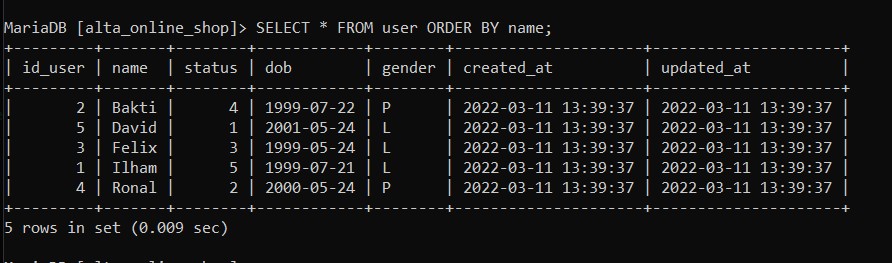 MariaDB [alta_online_shop]> SELECT * FROM user ORDER BY name;
+---------+-------+--------+------------+--------+---------------------+---------------------+
| id_user | name  | status | dob        | gender | created_at          | updated_at          |
+---------+-------+--------+------------+--------+---------------------+---------------------+
|       2 | Bakti |      4 | 1999-07-22 | P      | 2022-03-11 13:39:37 | 2022-03-11 13:39:37 |
|       5 | David |      1 | 2001-05-24 | L      | 2022-03-11 13:39:37 | 2022-03-11 13:39:37 |
|       3 | Felix |      3 | 1999-05-24 | L      | 2022-03-11 13:39:37 | 2022-03-11 13:39:37 |
|       1 | Ilham |      5 | 1999-07-21 | L      | 2022-03-11 13:39:37 | 2022-03-11 13:39:37 |
|       4 | Ronal |      2 | 2000-05-24 | P      | 2022-03-11 13:39:37 | 2022-03-11 13:39:37 |
+---------+-------+--------+------------+--------+---------------------+---------------------+
5 rows in set (0.009 sec)